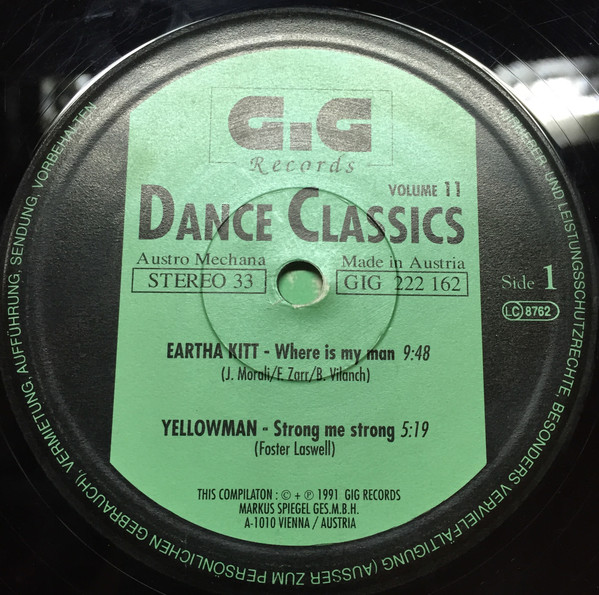 GiG
Records
VOLUME 11
DANCE CLASSICS
Austro Mechana Made in Austria
STEREO 33 GIG 222 162
Side 1
LC 8762
EARTHA KITT - Where is my man 9:48
(J. Morali/F. Zarr/B. Vilanch)
YELLOWMAN - Strong me strong 5:19
(Foster Laswell)
THIS COMPILATON : © + ℗ 1991 GIG RECORDS
MARKUS SPIEGEL GES.M.B.H.
A-1010 VIENNA / AUSTRIA
URHEBER UND LEISTUNGSSCHUTZRECHTE, BESONDERS VERVIELFÄLTIGUNG (AUSSER ZUM PERSÖNLICHEN GEBRAUCH), VERMIETUNG, AUFFÜHRUNG, SENDUNG, VORBEHALTEN